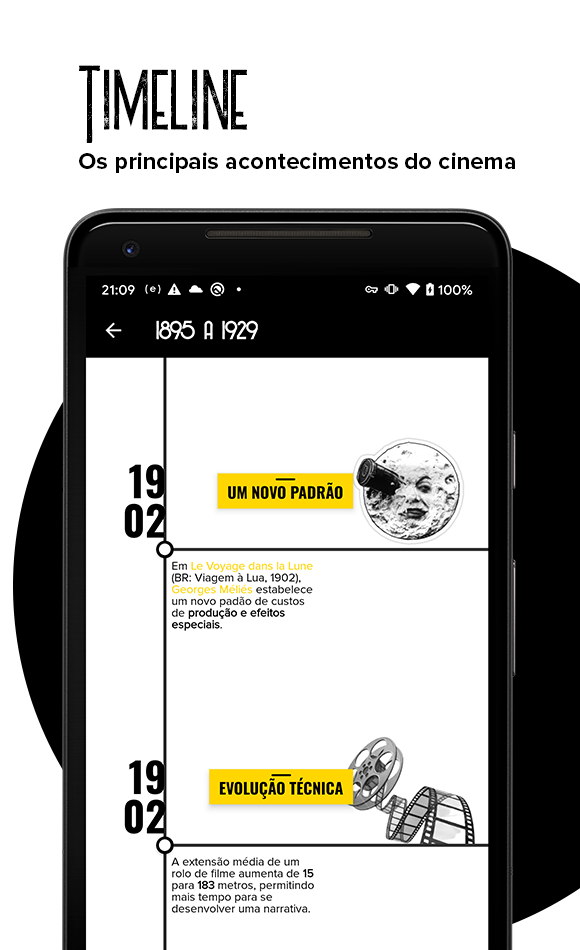 TIMELINE
Os principais acontecimentos do cinema
21:09 (e) 100%
1895 A 1929
19
02
UM NOVO PADRÃO
Em Le Voyage dans la Lune
(BR: Viagem à Lua, 1902),
Georges Méliès estabelece
um novo padão de custos
de produção e efeitos
especiais.
19
02
EVOLUÇÃO TÉCNICA
A extensão média de um
rolo de filme aumenta de 15
para 183 metros, permitindo
mais tempo para se
desenvolver uma narrativa.